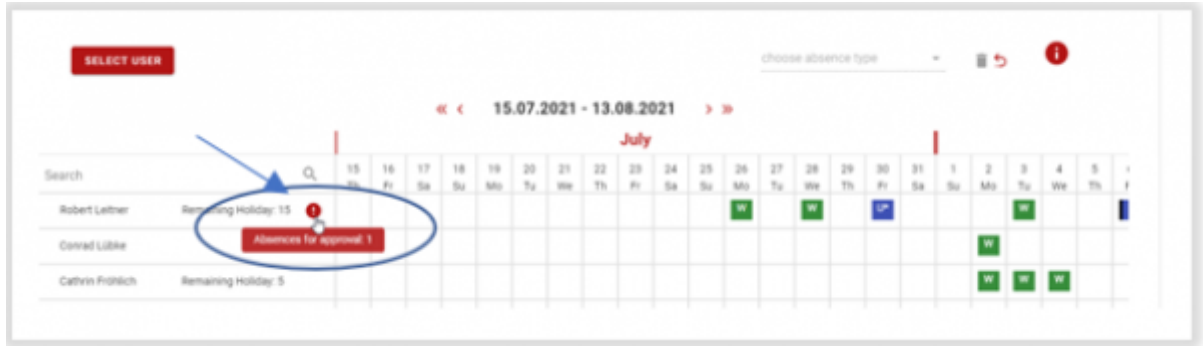 SELECT USER
choose absence type
« < 15.07.2021 - 13.08.2021 > »
July
Search 15 16 17 18 19 20 21 22 23 24 25 26 27 28 29 30 31 1 2 3 4 5
Th Fr Sa Su Mo Tu We Th Fr Sa Su Mo Tu We Th Fr Sa Su Mo Tu We Th
Robert Leitner Remaining Holiday: 15 W W U* W
Absences for approval: 1
Conrad Lübke W
Cathrin Fröhlich Remaining Holiday: 5 W W W